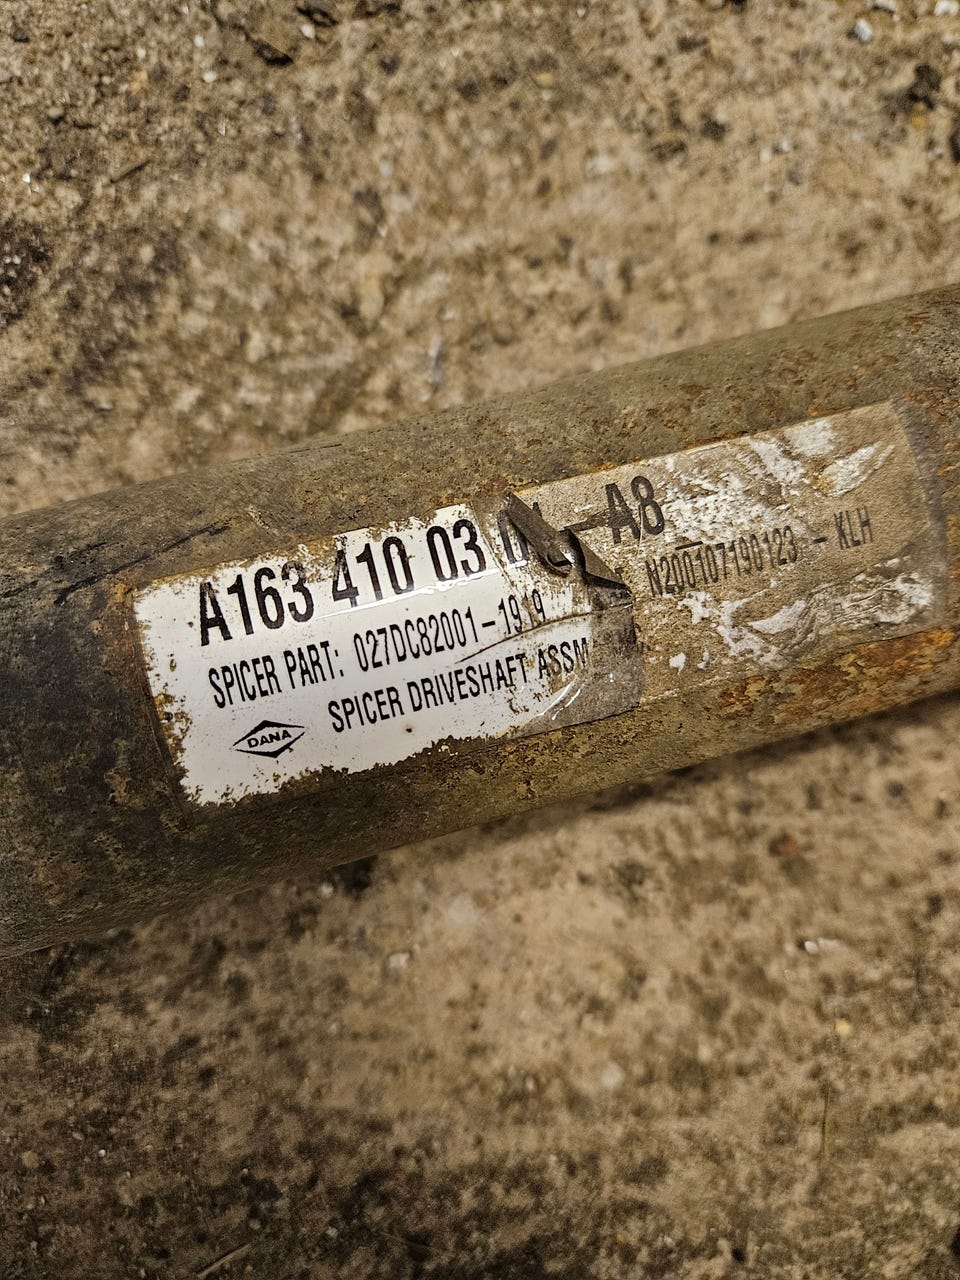 A163 410 03 - A8
SPICER PART: 027DC82001-1919 N200107190123 - KLH
SPICER DRIVESHAFT ASSM
DANA